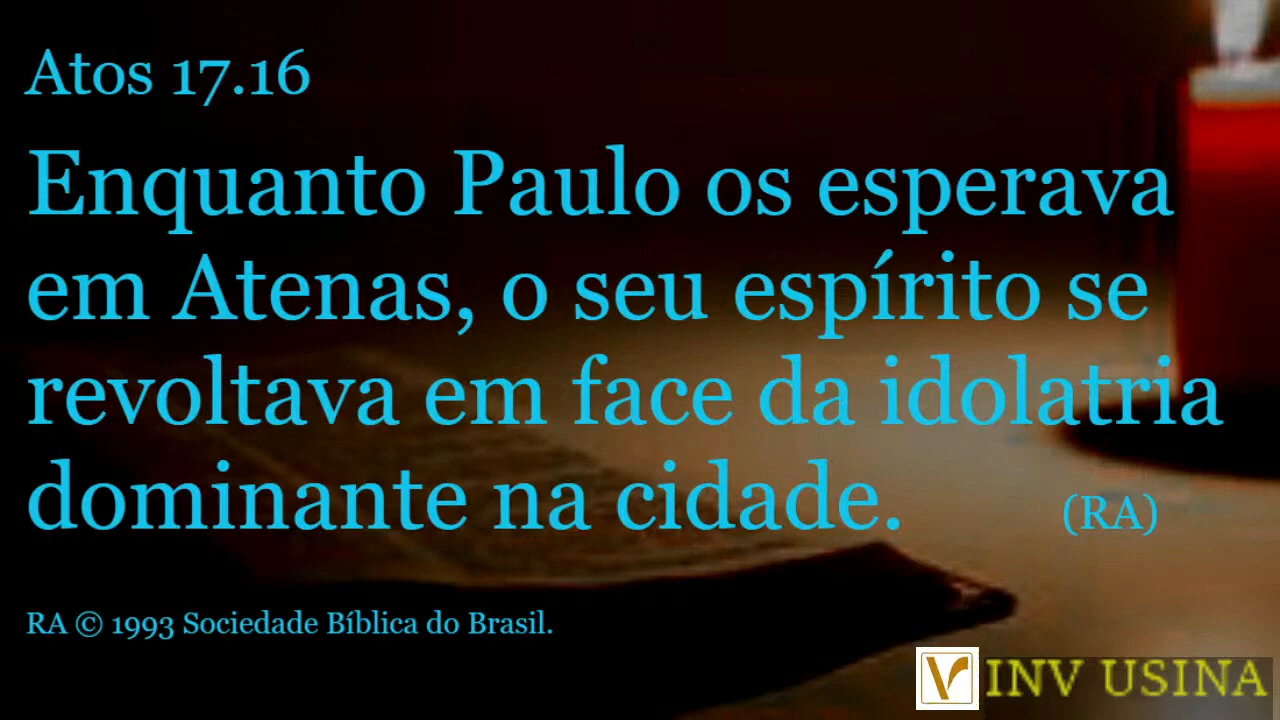 Atos 17.16
Enquanto Paulo os esperava
em Atenas, o seu espírito se
revoltava em face da idolatria
dominante na cidade. (RA)
RA © 1993 Sociedade Bíblica do Brasil.
INV USINA